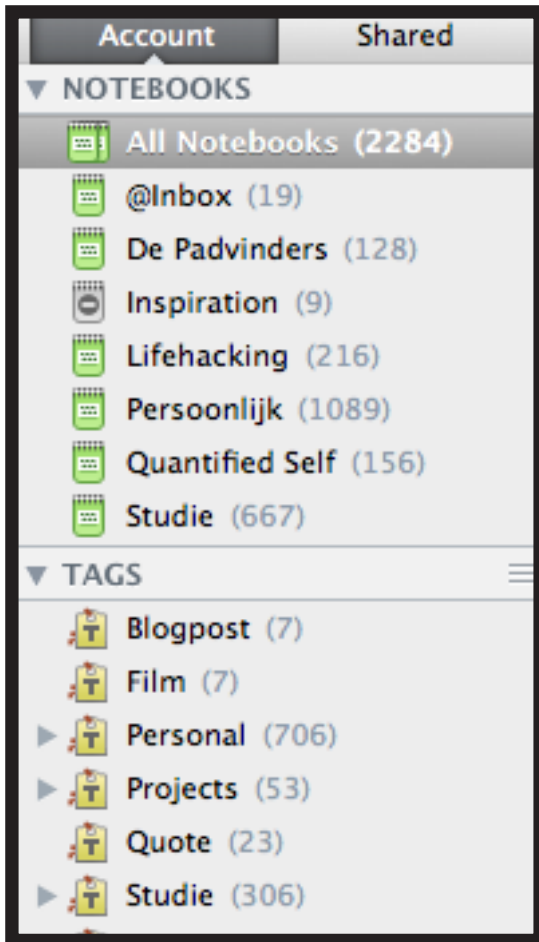 Account Shared
NOTEBOOKS
All Notebooks (2284)
@Inbox (19)
De Padvinders (128)
Inspiration (9)
Lifehacking (216)
Persoonlijk (1089)
Quantified Self (156)
Studie (667)
TAGS
Blogpost (7)
Film (7)
Personal (706)
Projects (53)
Quote (23)
Studie (306)